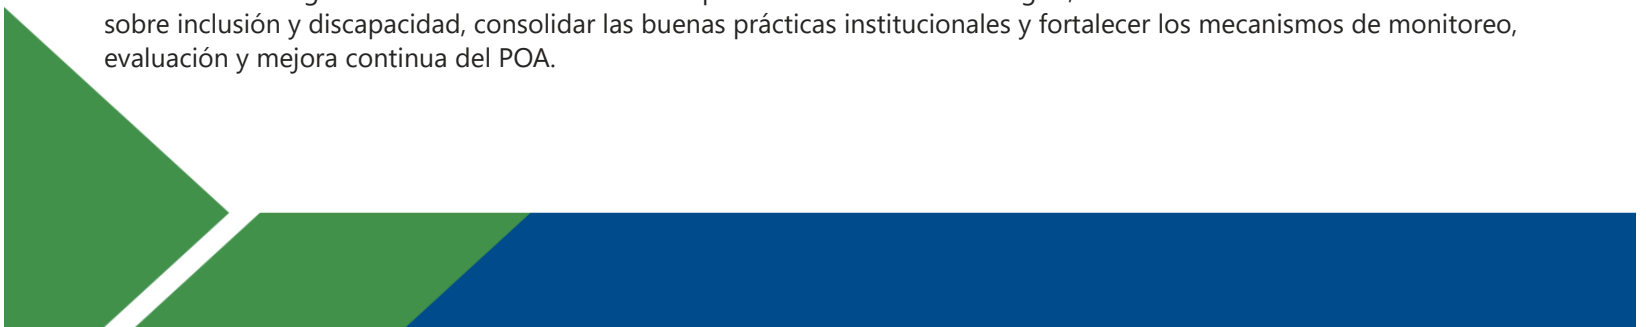 sobre inclusión y discapacidad, consolidar las buenas prácticas institucionales y fortalecer los mecanismos de monitoreo,
evaluación y mejora continua del POA.